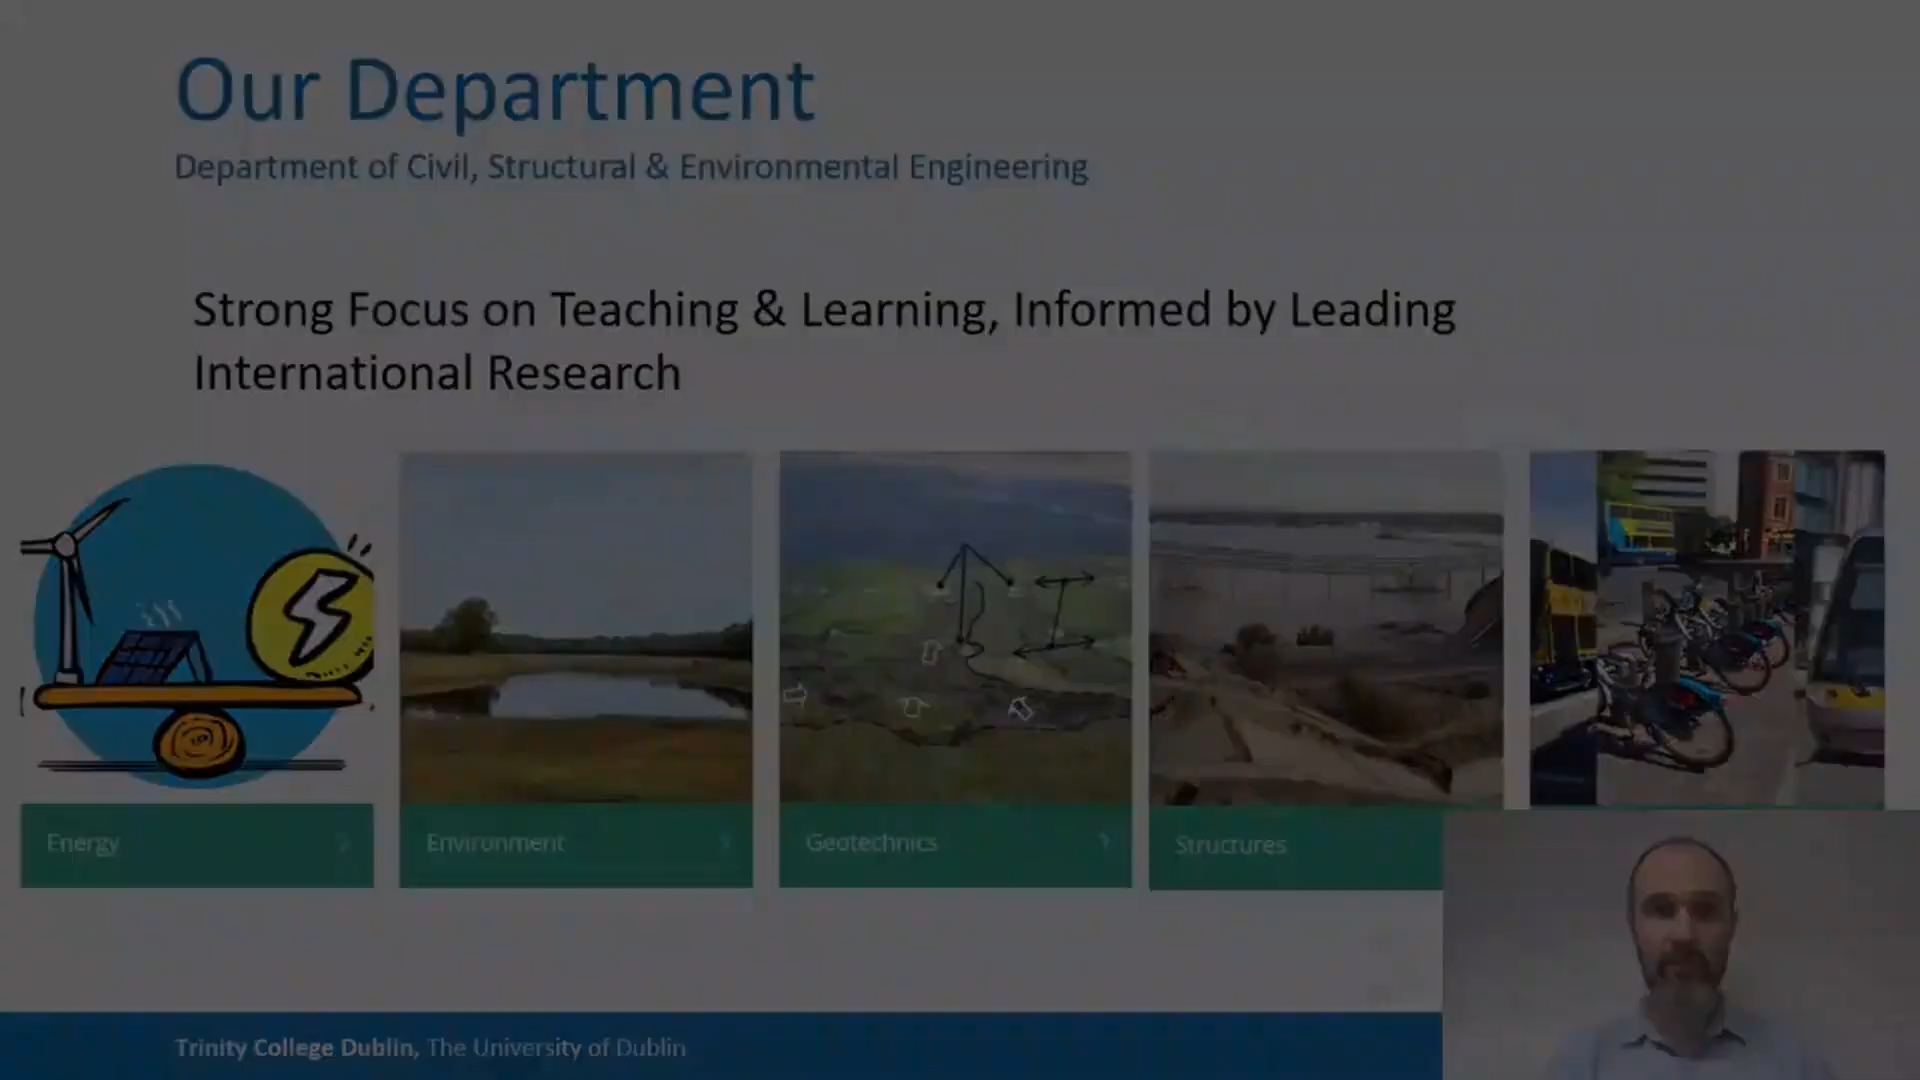 Our Department
Department of Civil, Structural & Environmental Engineering
Strong Focus on Teaching & Learning, Informed by Leading
International Research
Energy
Environment
Geotechnics
Structures
Trinity College Dublin, The University of Dublin